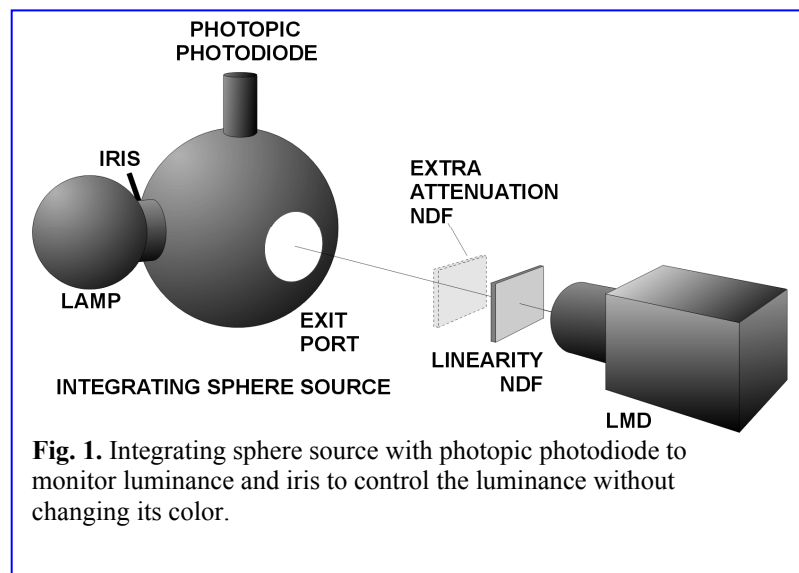 PHOTOPIC
PHOTODIODE
IRIS
EXTRA
ATTENUATION
NDF
LAMP
EXIT
PORT
LINEARITY
NDF
INTEGRATING SPHERE SOURCE
LMD
Fig. 1. Integrating sphere source with photopic photodiode to
monitor luminance and iris to control the luminance without
changing its color.